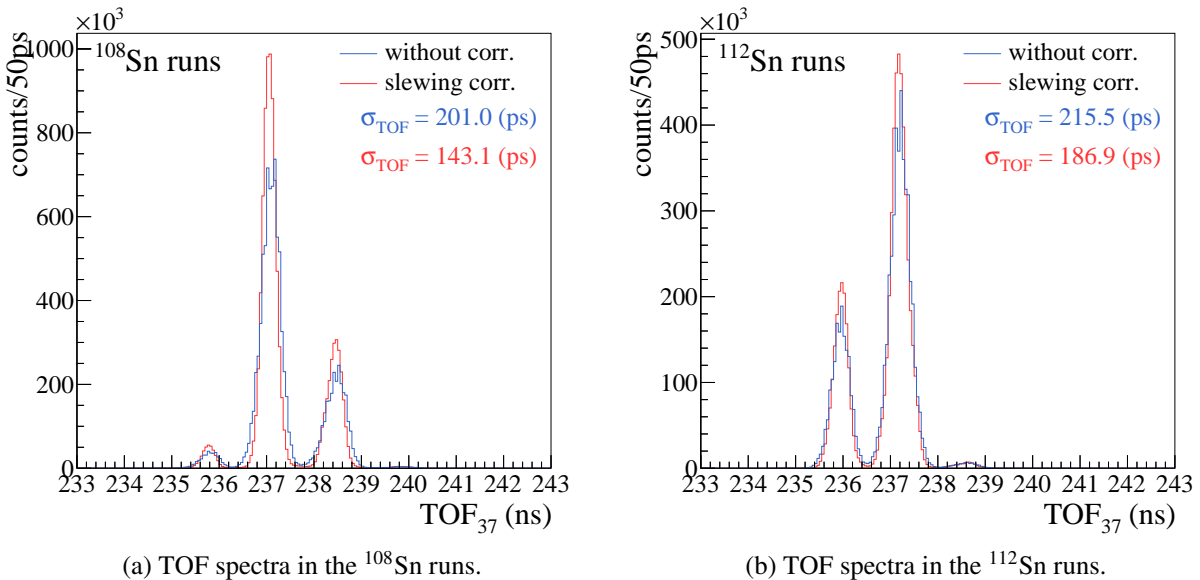 ×10³
¹⁰⁸Sn runs
without corr.
slewing corr.
σ_TOF = 201.0 (ps)
σ_TOF = 143.1 (ps)
counts/50ps
1000
800
600
400
200
0
233 234 235 236 237 238 239 240 241 242 243
TOF₃₇ (ns)
(a) TOF spectra in the ¹⁰⁸Sn runs.
×10³
¹¹²Sn runs
without corr.
slewing corr.
σ_TOF = 215.5 (ps)
σ_TOF = 186.9 (ps)
counts/50ps
500
400
300
200
100
0
233 234 235 236 237 238 239 240 241 242 243
TOF₃₇ (ns)
(b) TOF spectra in the ¹¹²Sn runs.